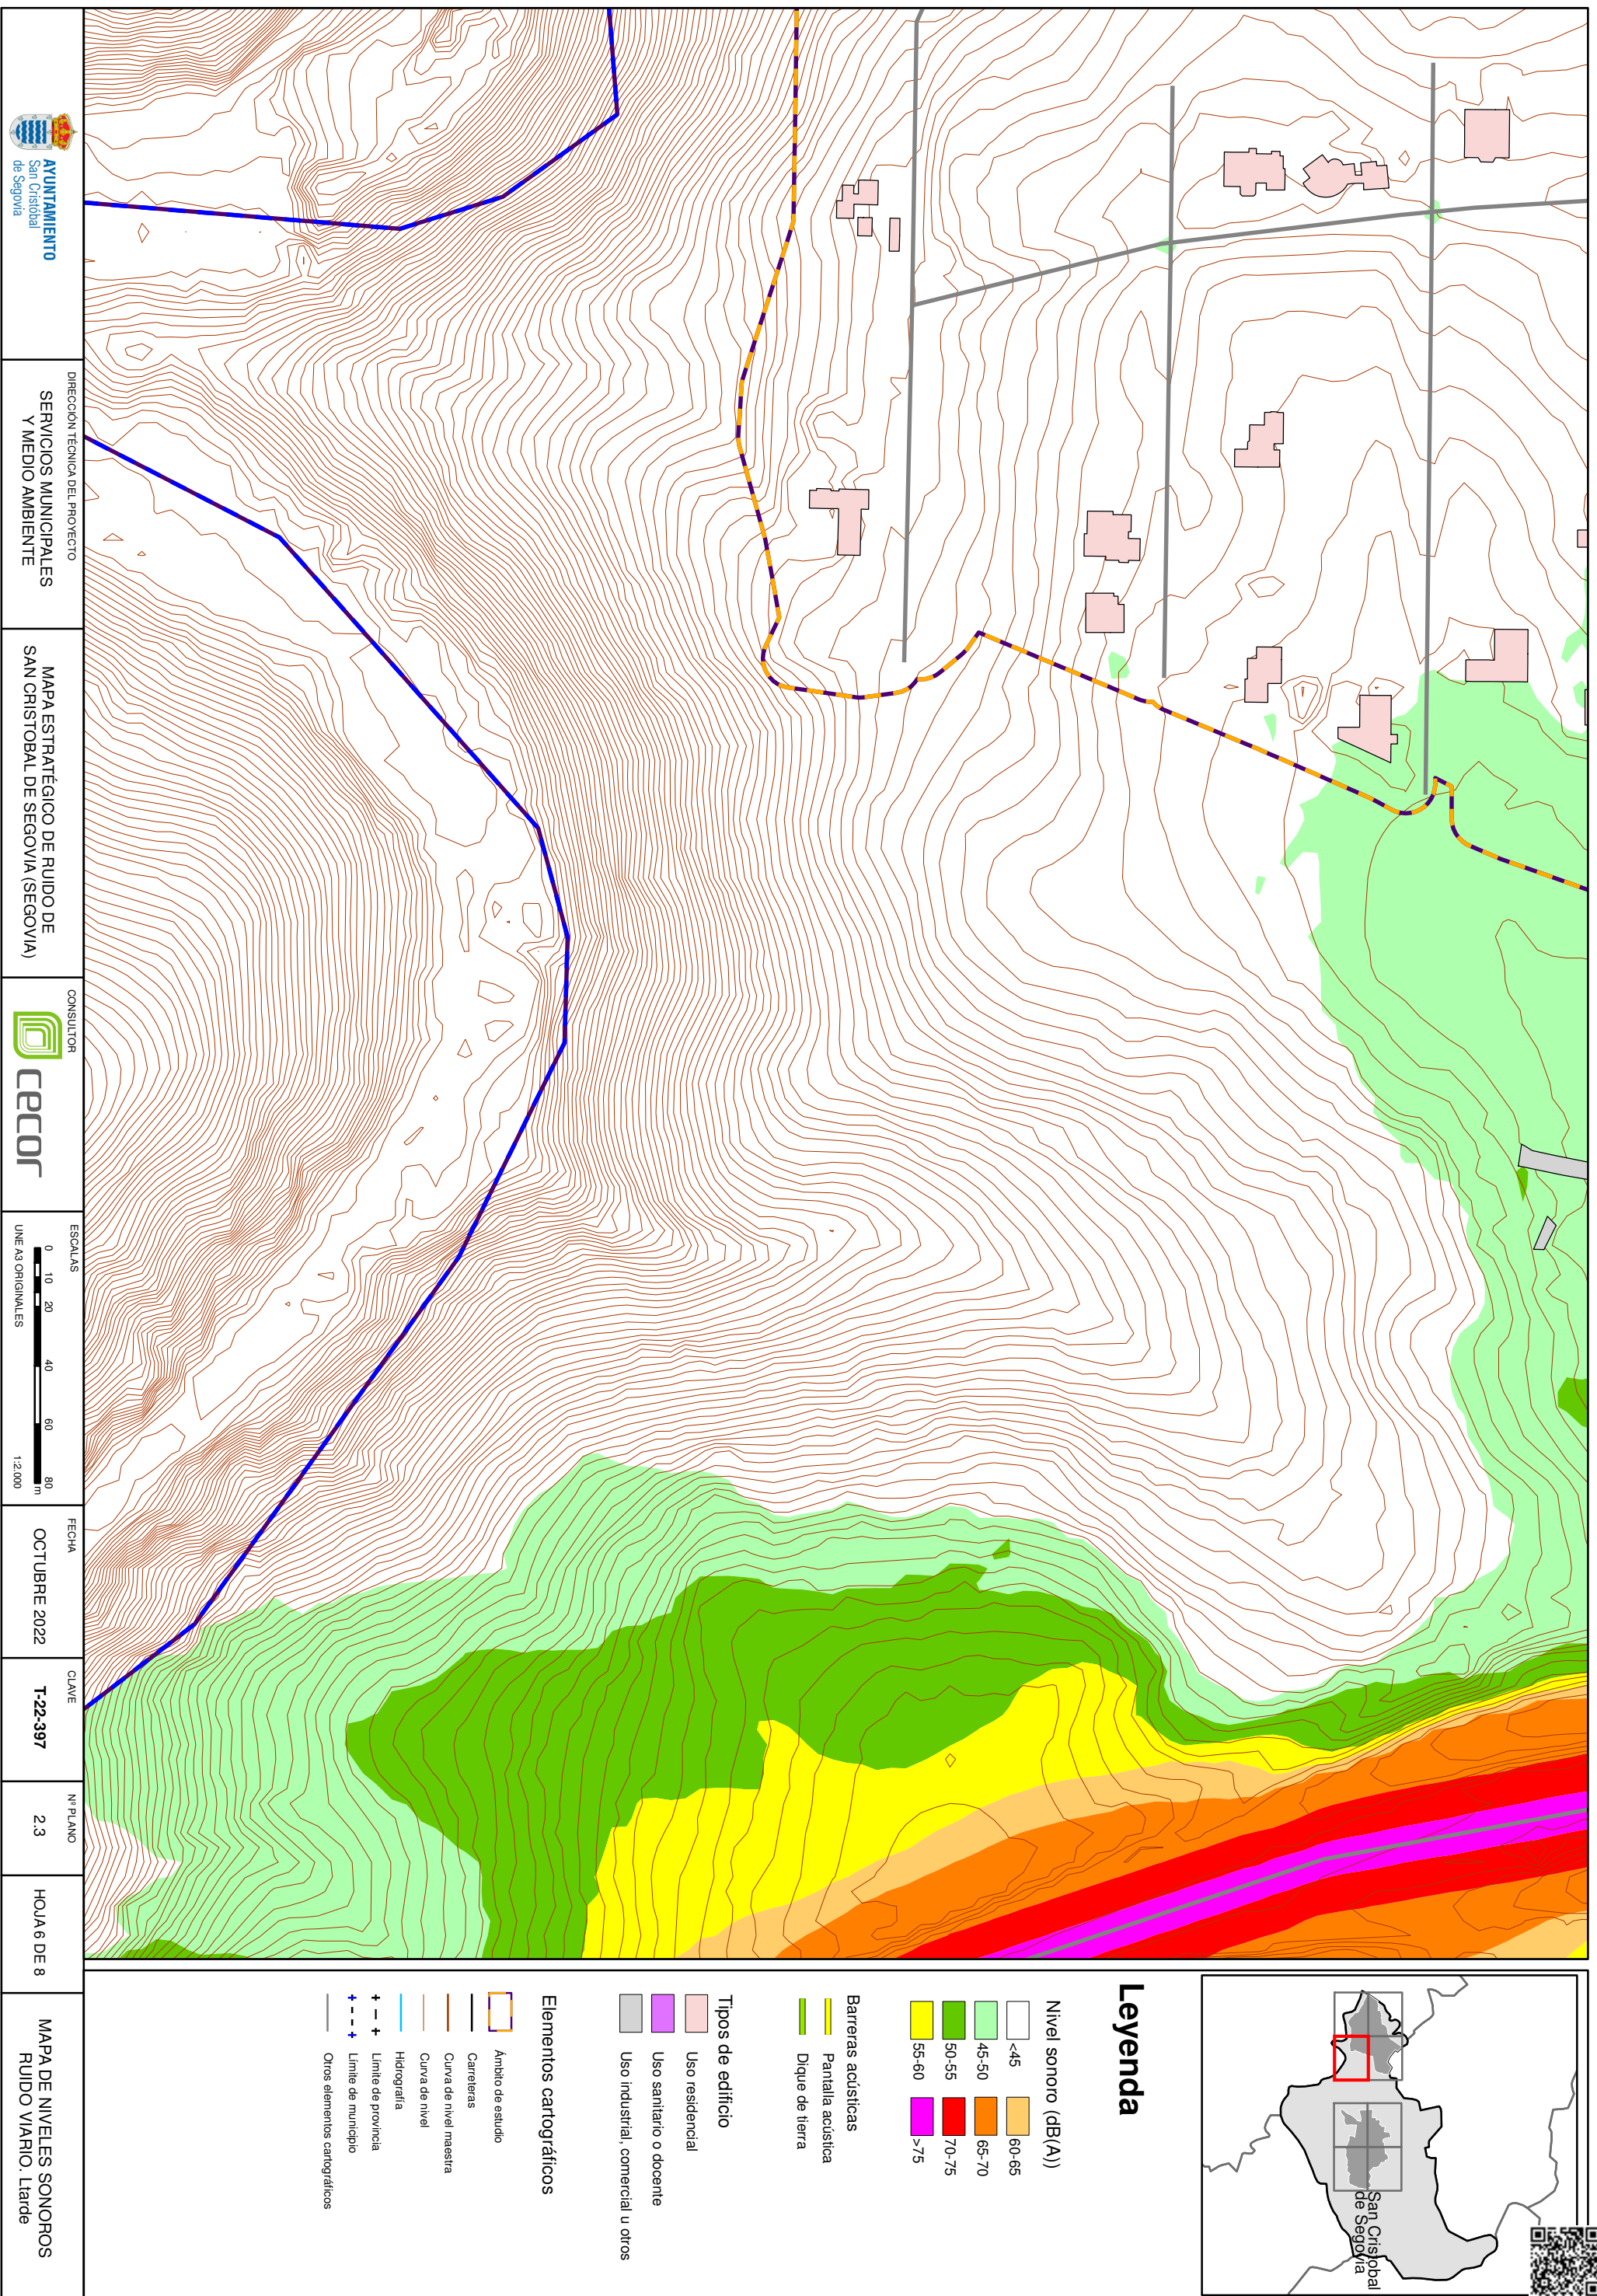 San Cristobal
de Segovia
Leyenda
Nivel sonoro (dB(A))
<45
45-50
50-55
55-60
60-65
65-70
70-75
>75
Barreras acústicas
Pantalla acústica
Dique de tierra
Tipos de edificio
Uso residencial
Uso sanitario o docente
Uso industrial, comercial u otros
Elementos cartográficos
Ámbito de estudio
Carreteras
Curva de nivel maestra
Curva de nivel
Hidrografía
Límite de provincia
Límite de municipio
Otros elementos cartográficos
AYUNTAMIENTO
San Cristóbal
de Segovia
DIRECCIÓN TÉCNICA DEL PROYECTO
SERVICIOS MUNICIPALES
Y MEDIO AMBIENTE
MAPA ESTRATÉGICO DE RUIDO DE
SAN CRISTOBAL DE SEGOVIA (SEGOVIA)
CONSULTOR
cecor
ESCALAS
0 10 20 40 60 80 m
UNE A3 ORIGINALES 1:2.000
FECHA
OCTUBRE 2022
CLAVE
T-22-397
Nº PLANO
2.3
HOJA 6 DE 8
MAPA DE NIVELES SONOROS
RUIDO VIARIO. Ltarde